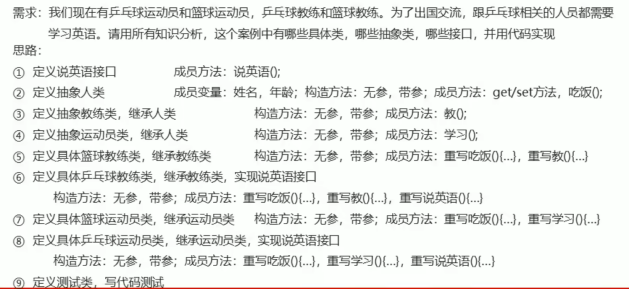 需求：我们现在有乒乓球运动员和篮球运动员，乒乓球教练和篮球教练。为了出国交流，跟乒乓球相关的人员都需要
学习英语。请用所有知识分析，这个案例中有哪些具体类，哪些抽象类，哪些接口，并用代码实现
思路：
① 定义说英语接口 成员方法：说英语();
② 定义抽象人类 成员变量：姓名，年龄；构造方法：无参，带参；成员方法：get/set方法，吃饭();
③ 定义抽象教练类，继承人类 构造方法：无参，带参；成员方法：教();
④ 定义抽象运动员类，继承人类 构造方法：无参，带参；成员方法：学习();
⑤ 定义具体篮球教练类，继承教练类 构造方法：无参，带参；成员方法：重写吃饭(){...}，重写教(){...}
⑥ 定义具体乒乓球教练类，继承教练类，实现说英语接口
构造方法：无参，带参；成员方法：重写吃饭(){...}，重写教(){...}，重写说英语(){...}
⑦ 定义具体篮球运动员类，继承运动员类 构造方法：无参，带参；成员方法：重写吃饭(){...}，重写学习(){...}
⑧ 定义具体乒乓球运动员类，继承运动员类，实现说英语接口
构造方法：无参，带参；成员方法：重写吃饭(){...}，重写学习(){...}，重写说英语(){...}
⑨ 定义测试类，写代码测试